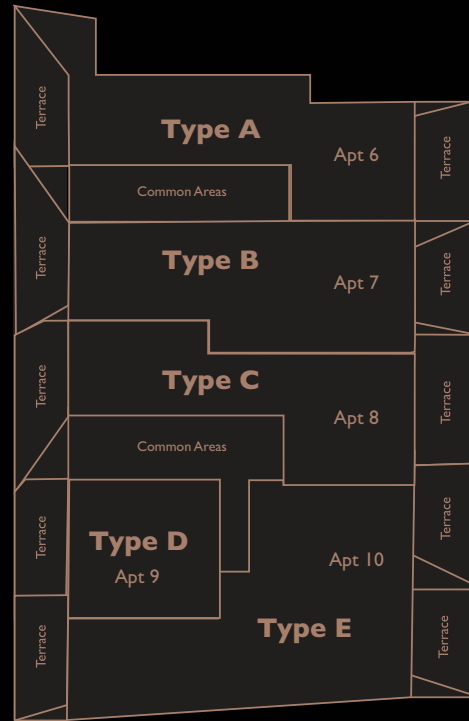 Terrace
Type A
Apt 6
Terrace
Common Areas
Terrace
Type B
Apt 7
Terrace
Terrace
Type C
Apt 8
Terrace
Common Areas
Terrace
Type D
Apt 9
Apt 10
Terrace
Terrace
Type E
Terrace